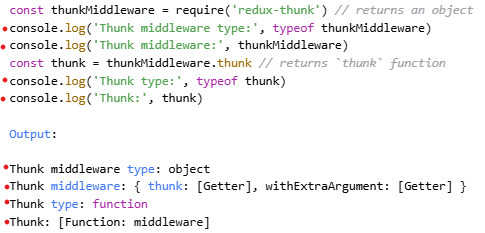 const thunkMiddleware = require('redux-thunk') // returns an object
console.log('Thunk middleware type:', typeof thunkMiddleware)
console.log('Thunk middleware:', thunkMiddleware)
const thunk = thunkMiddleware.thunk // returns `thunk` function
console.log('Thunk type:', typeof thunk)
console.log('Thunk:', thunk)
Output:
Thunk middleware type: object
Thunk middleware: { thunk: [Getter], withExtraArgument: [Getter] }
Thunk type: function
Thunk: [Function: middleware]